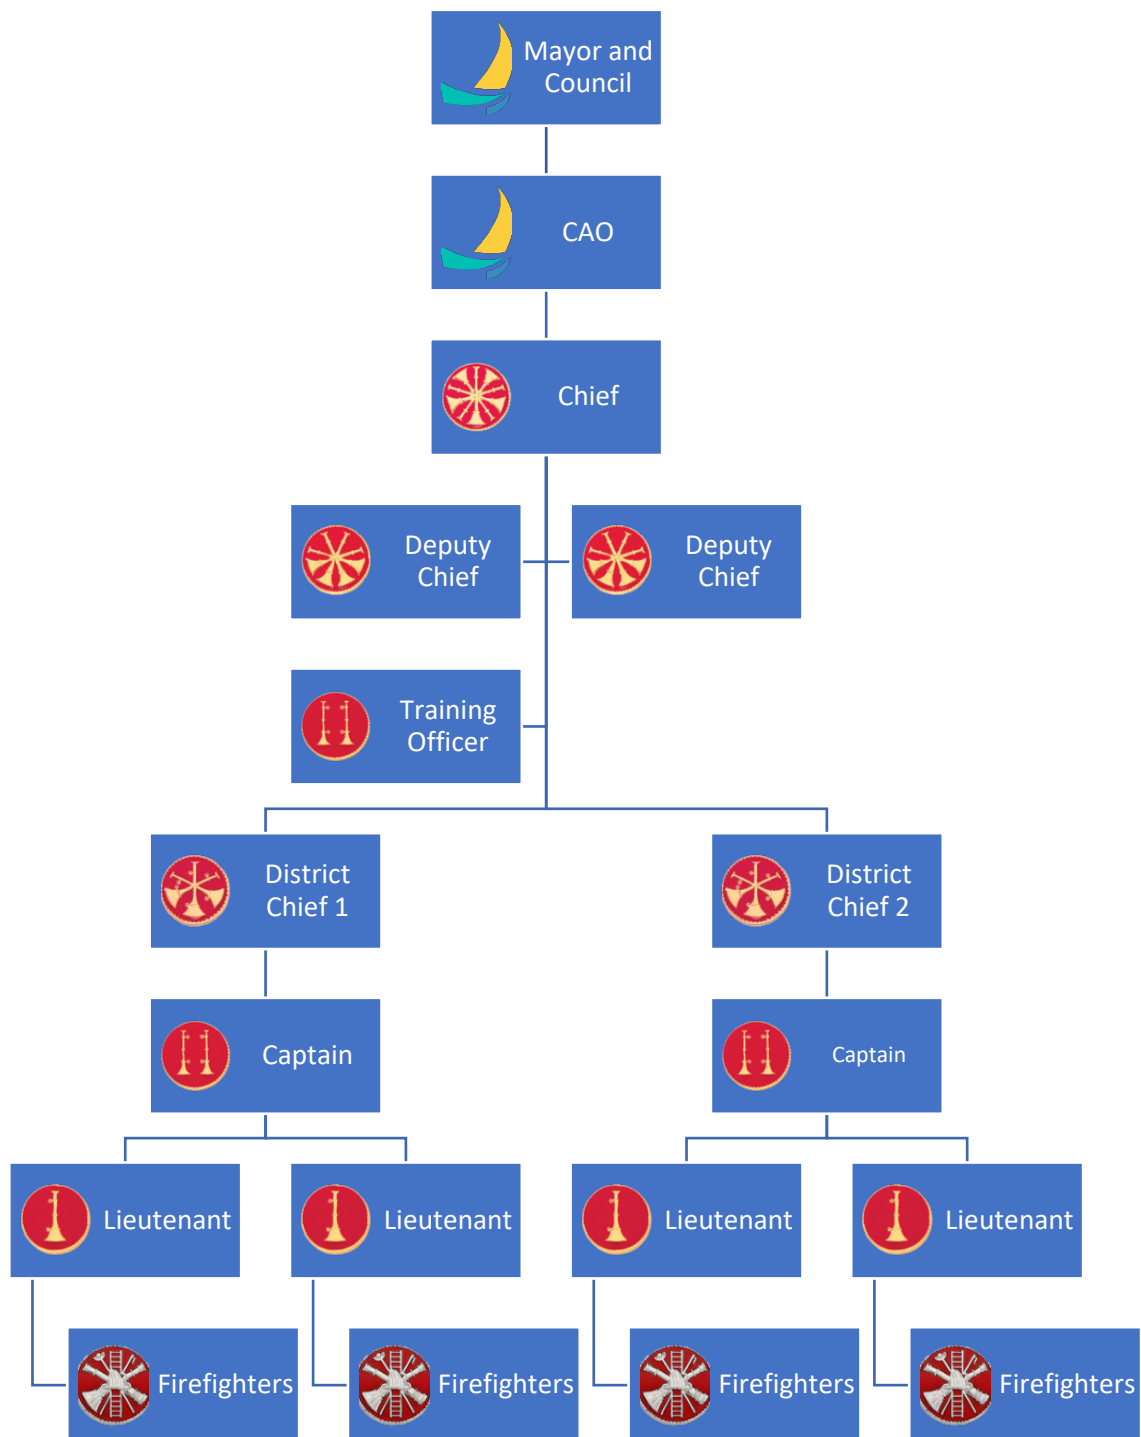 Mayor and
Council
CAO
Chief
Deputy
Chief
Deputy
Chief
Training
Officer
District
Chief 1
District
Chief 2
Captain
Captain
Lieutenant
Lieutenant
Lieutenant
Lieutenant
Firefighters
Firefighters
Firefighters
Firefighters